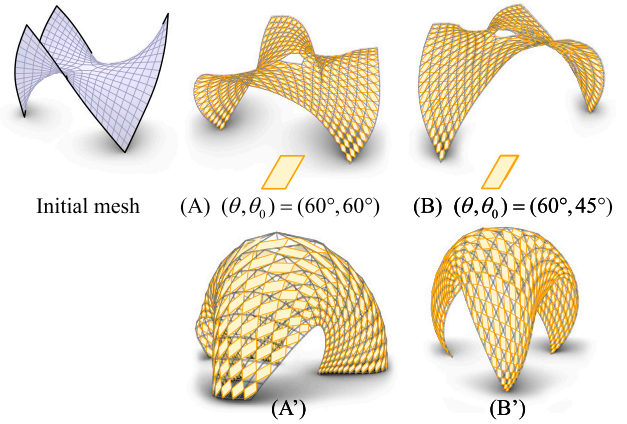 Initial mesh
(A) (θ, θ₀) = (60°, 60°)
(B) (θ, θ₀) = (60°, 45°)
(A’)
(B’)